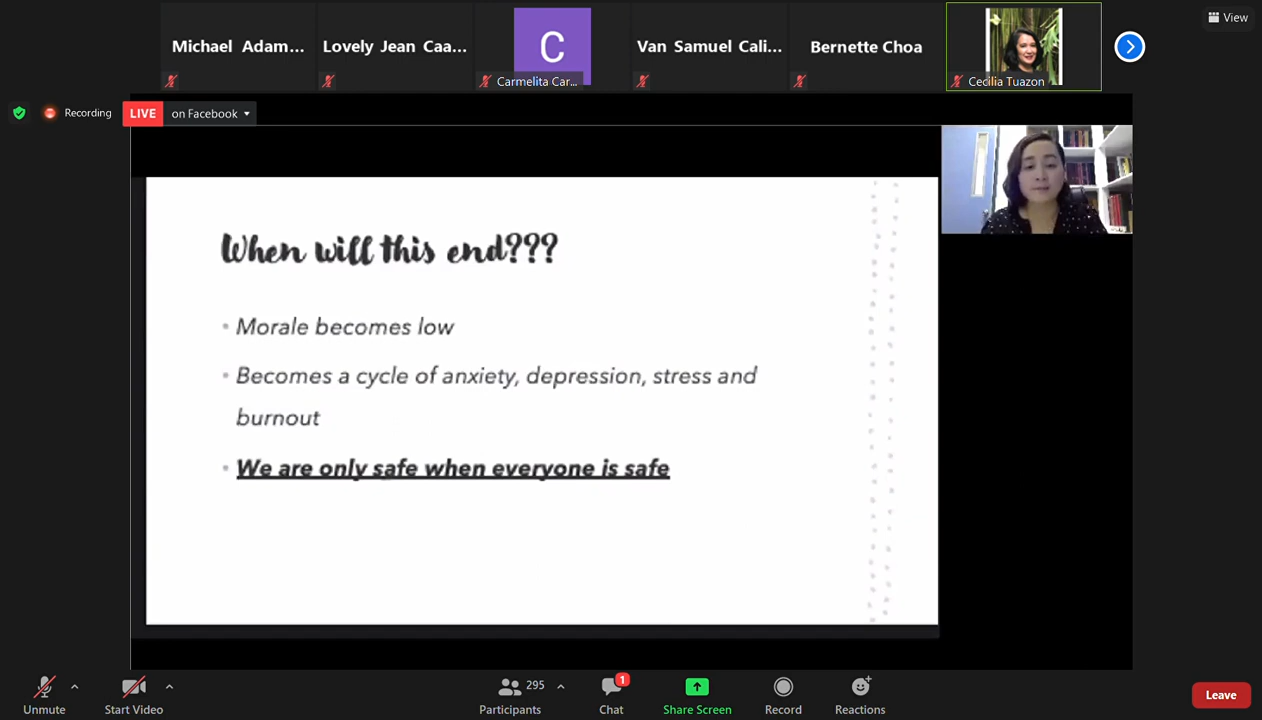 Michael Adam...
Lovely Jean Caa...
C
Carmelita Car...
Van Samuel Cali...
Bernette Choa
Cecilia Tuazon
View
Recording
LIVE on Facebook
When will this end???
• Morale becomes low
• Becomes a cycle of anxiety, depression, stress and
burnout
• We are only safe when everyone is safe
Unmute
Start Video
295
Participants
1
Chat
Share Screen
Record
Reactions
Leave